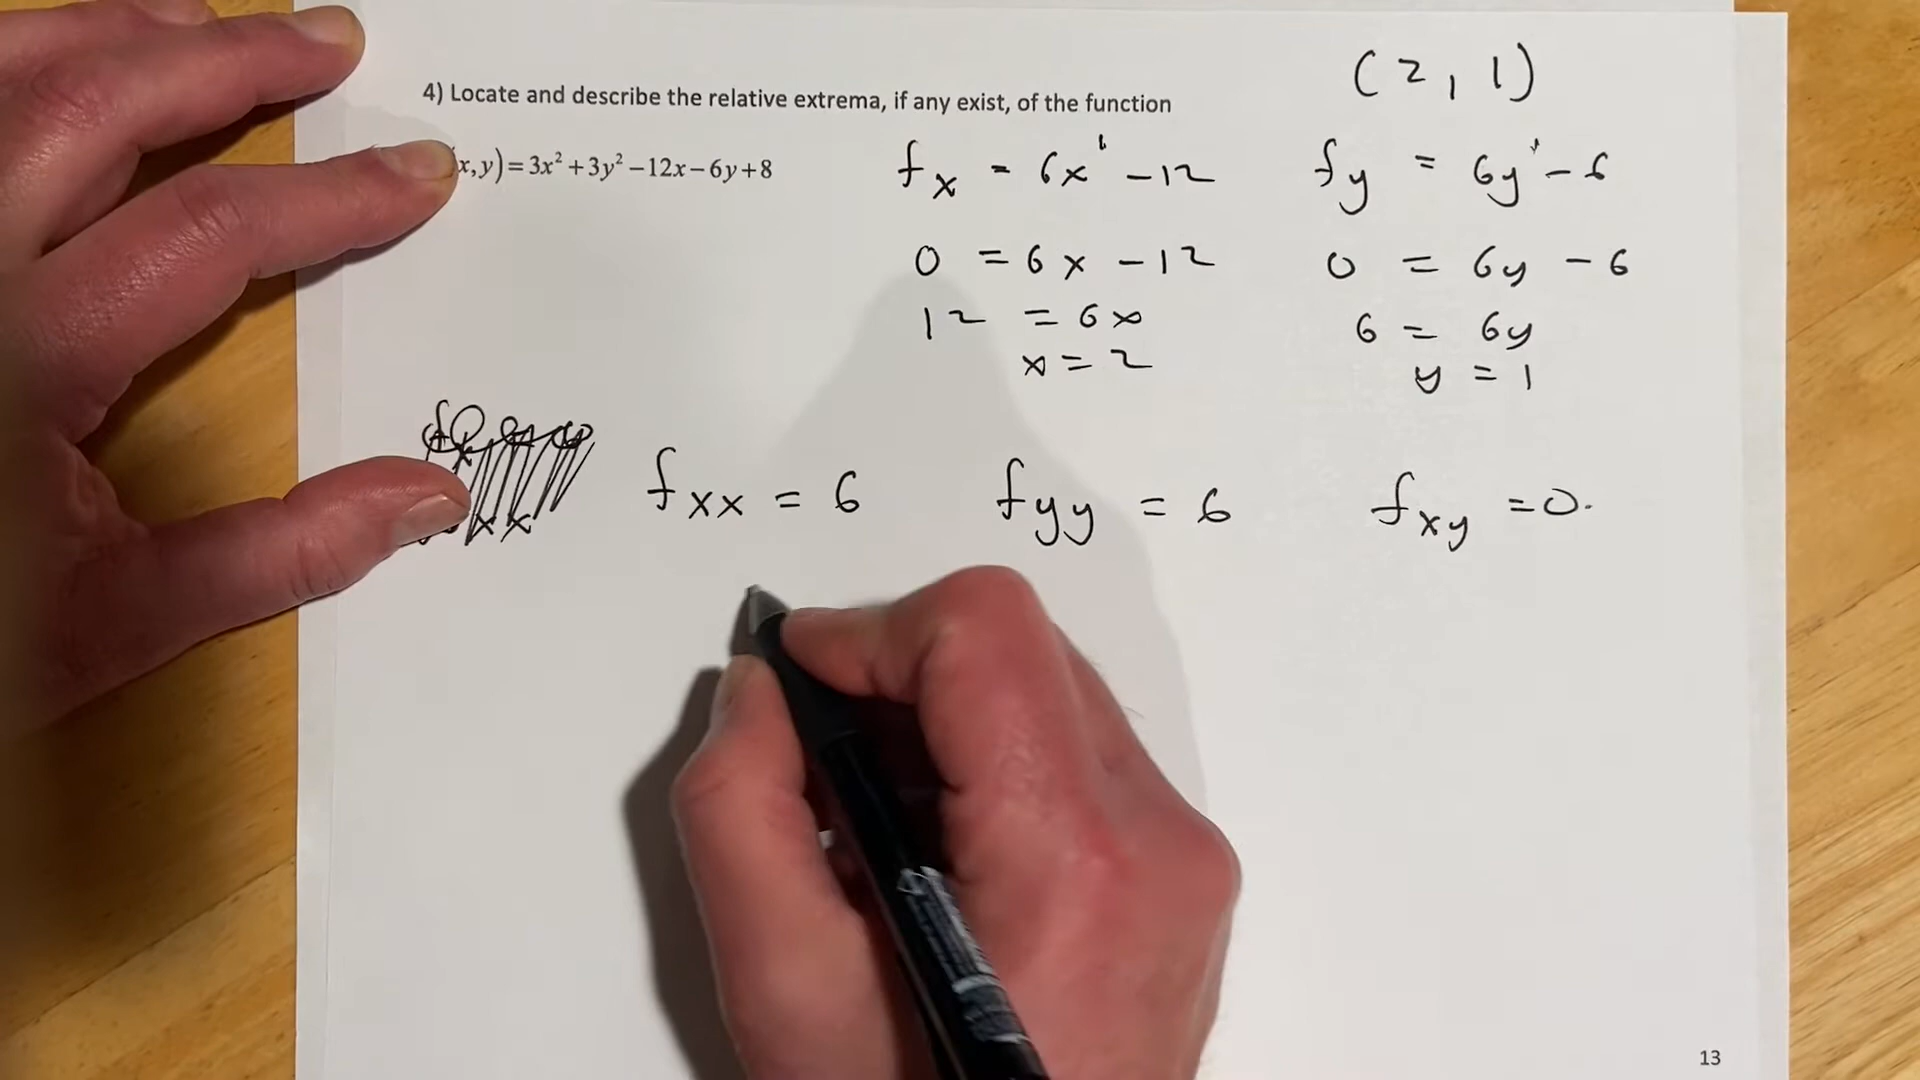 (2, 1)
4) Locate and describe the relative extrema, if any exist, of the function
x,y)=3x²+3y²−12x−6y+8
fx = 6x¹ −12 fy = 6y¹ − 6
0 = 6x −12 0 = 6y − 6
12 = 6x 6 = 6y
x = 2 y = 1
fxx = 6 fyy = 6 fxy = 0.
13